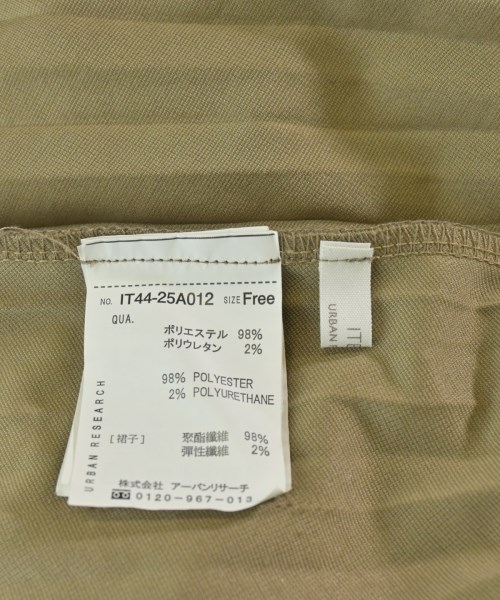 NO. IT44-25A012 SIZE Free
QUA.
ポリエステル 98%
ポリウレタン 2%
98% POLYESTER
2% POLYURETHANE
[裙子] 聚酯纖維 98%
彈性纖維 2%
株式会社 アーバンリサーチ
0120-967-013
URBAN RESEARCH
URBAN